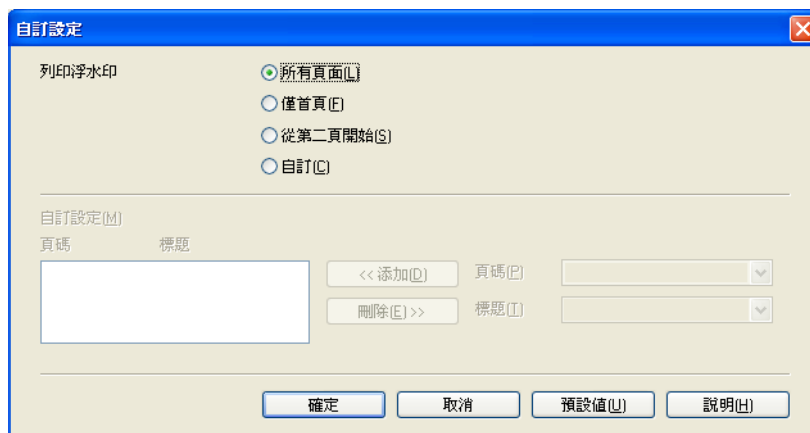 自訂設定
列印浮水印
所有頁面(L)
僅首頁(F)
從第二頁開始(S)
自訂(C)
自訂設定(M)
頁碼 標題
<< 添加(D) 頁碼(P)
刪除(E) >> 標題(T)
確定 取消 預設值(U) 說明(H)